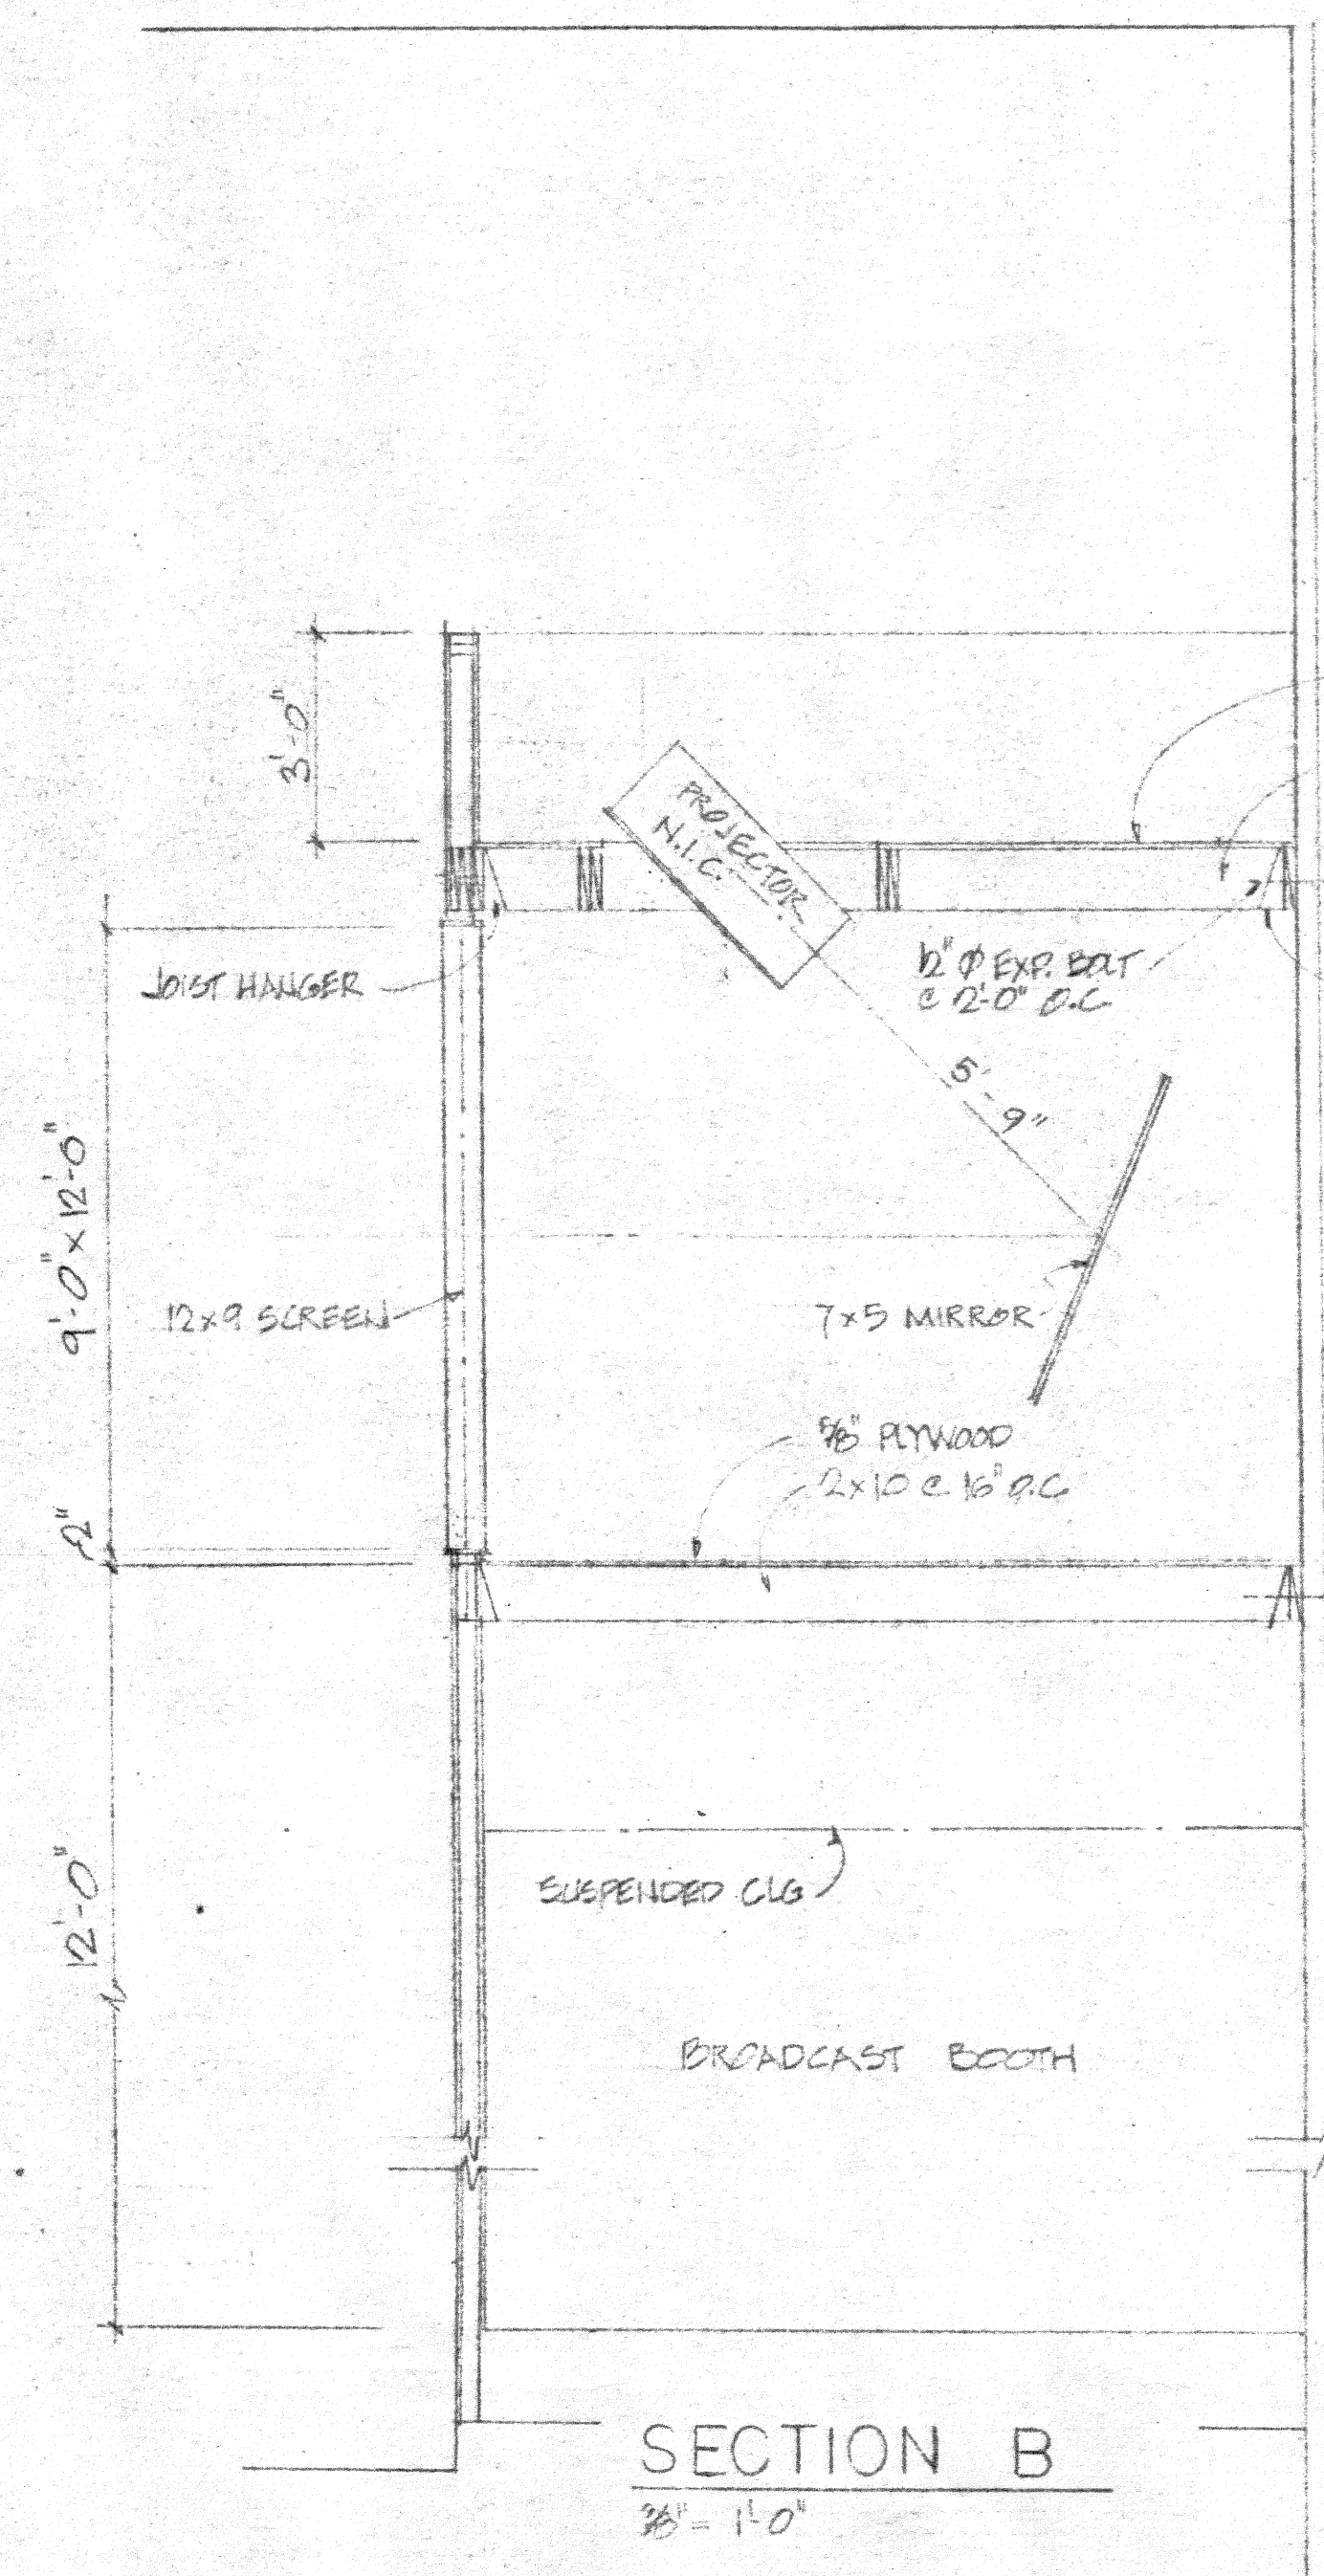 3'-0"
PROJECTOR
N.I.C.
JOIST HANGER
1/2" Φ EXP. BOLT
@ 2'-0" O.C.
5'-9"
9'-0" x 12'-0"
12x9 SCREEN
7x5 MIRROR
5/8" PLYWOOD
2x10 @ 16" O.C.
2"
12'-0"
SUSPENDED CLG
BROADCAST BOOTH
SECTION B
3/8" = 1'-0"